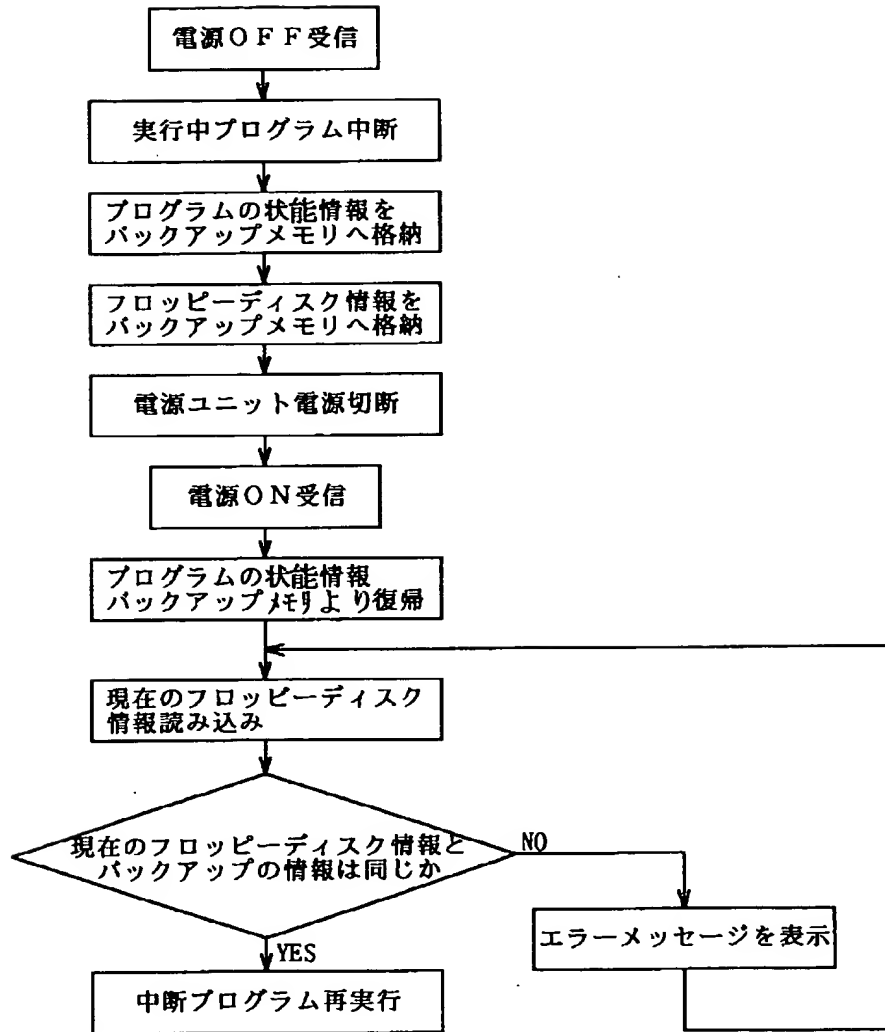 電源OFF受信
実行中プログラム中断
プログラムの状能情報を
バックアップメモリへ格納
フロッピーディスク情報を
バックアップメモリへ格納
電源ユニット電源切断
電源ON受信
プログラムの状能情報
バックアップメモリより復帰
現在のフロッピーディスク
情報読み込み
現在のフロッピーディスク情報と
バックアップの情報は同じか
NO
エラーメッセージを表示
YES
中断プログラム再実行